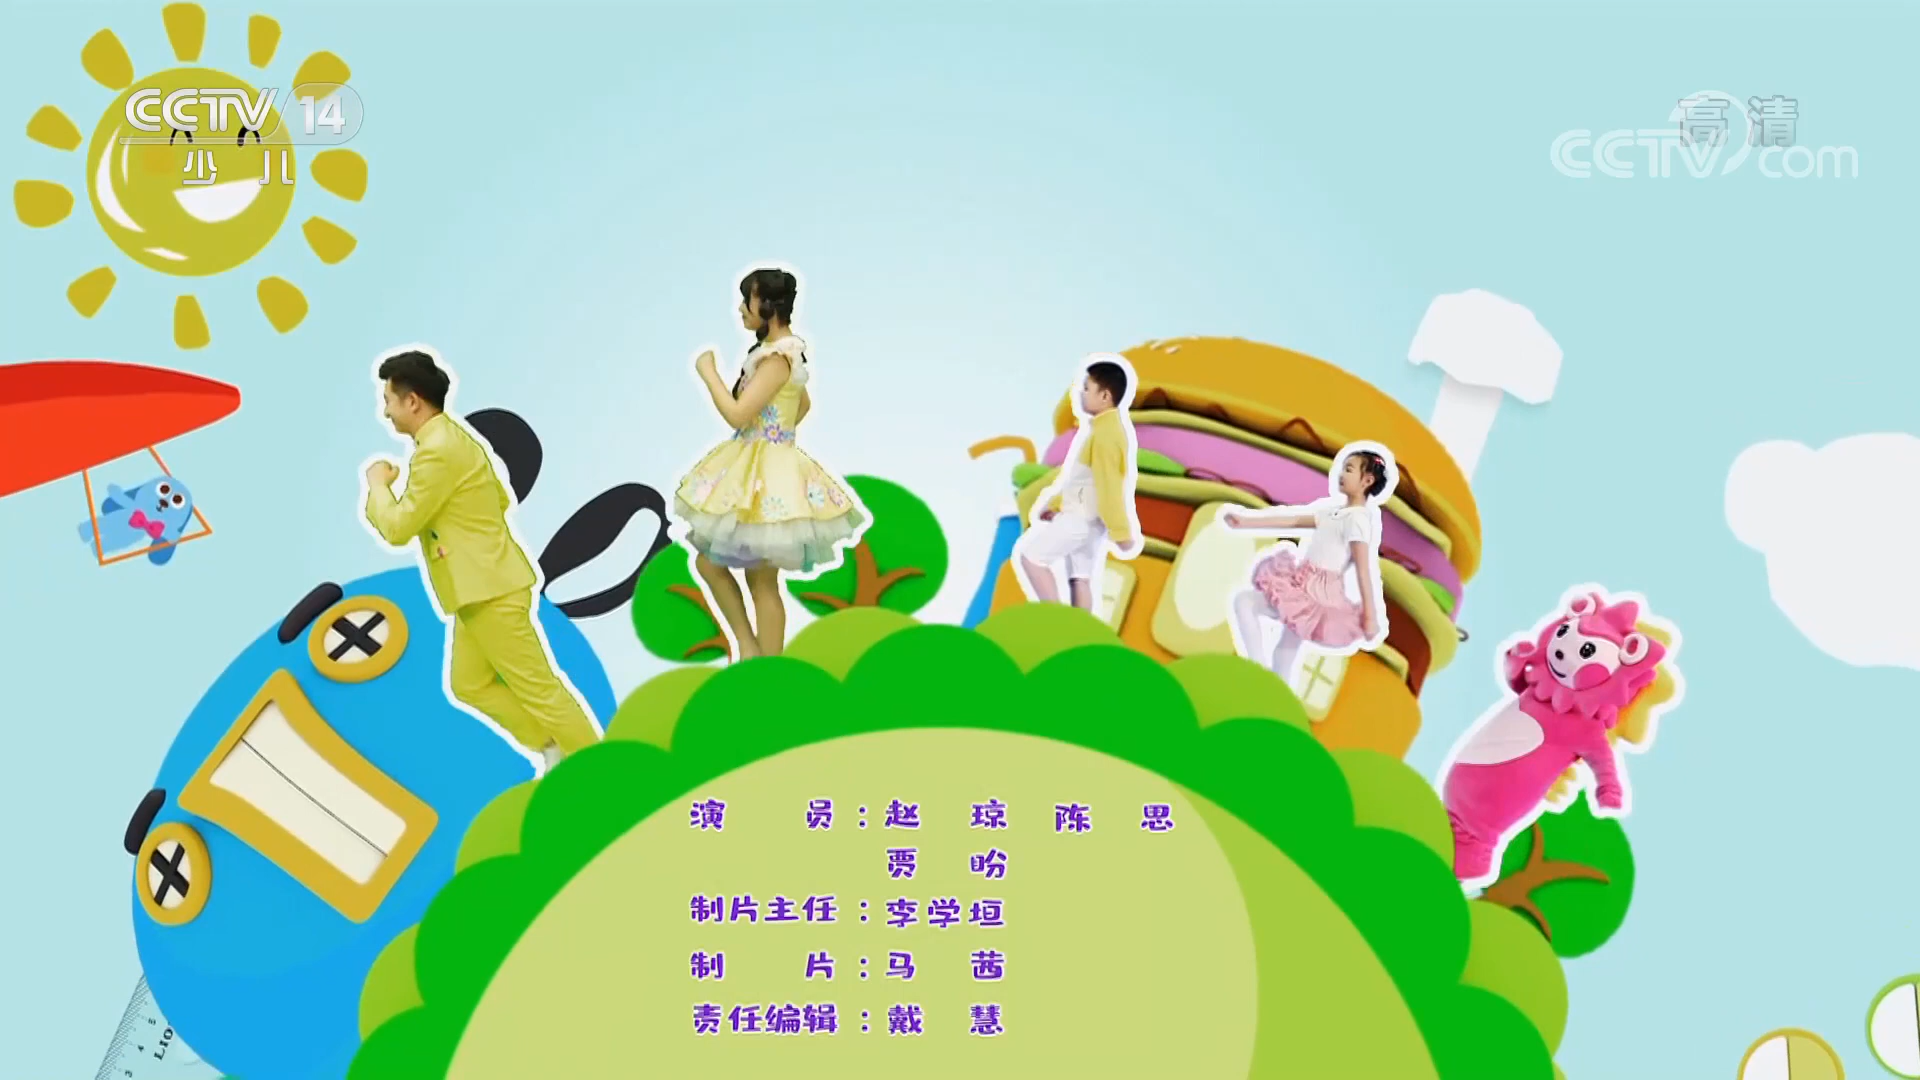 CCTV 14
少儿
高清
CCTV com
演员：赵琼 陈思
贾盼
制片主任：李学垣
制片：马茜
责任编辑：戴慧
LIO